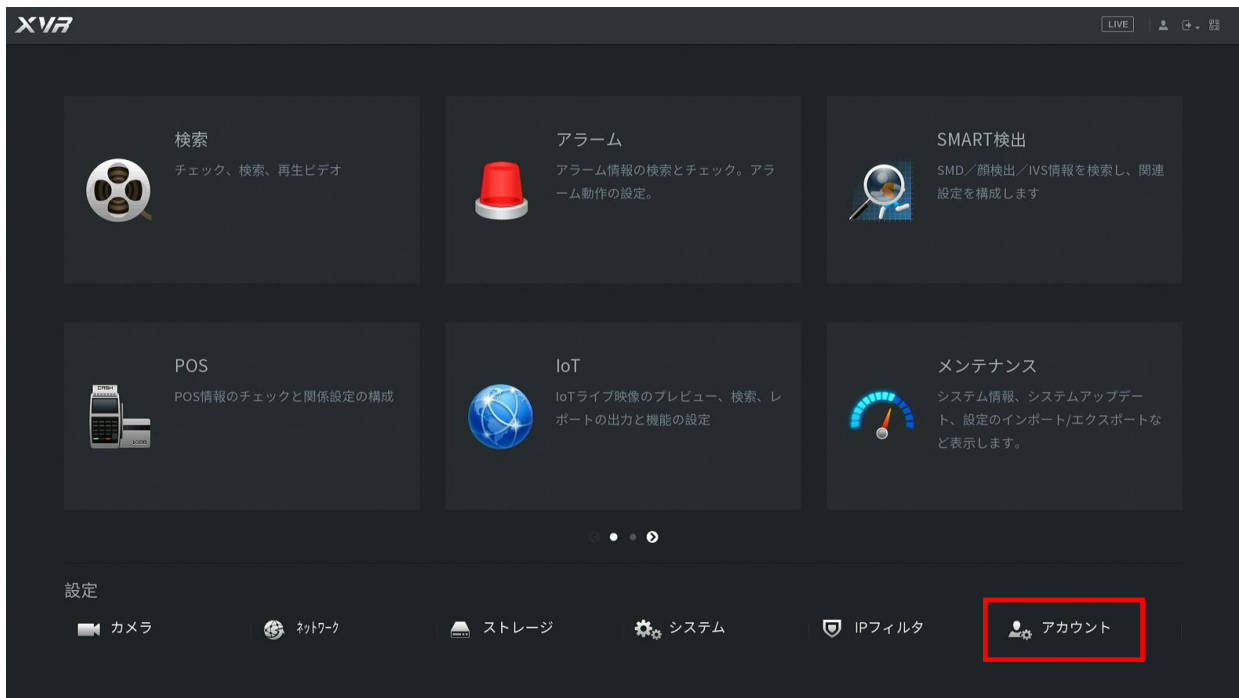 XVR
LIVE
検索
チェック、検索、再生ビデオ
アラーム
アラーム情報の検索とチェック。アラ
ーム動作の設定。
SMART検出
SMD／顔検出／IVS情報を検索し、関連
設定を構成します
POS
POS情報のチェックと関係設定の構成
CASH
IoT
IoTライブ映像のプレビュー、検索、レ
ポートの出力と機能の設定
メンテナンス
システム情報、システムアップデー
ト、設定のインポート/エクスポートな
ど表示します。
設定
カメラ
ﾈｯﾄﾜｰｸ
ストレージ
システム
IPフィルタ
アカウント